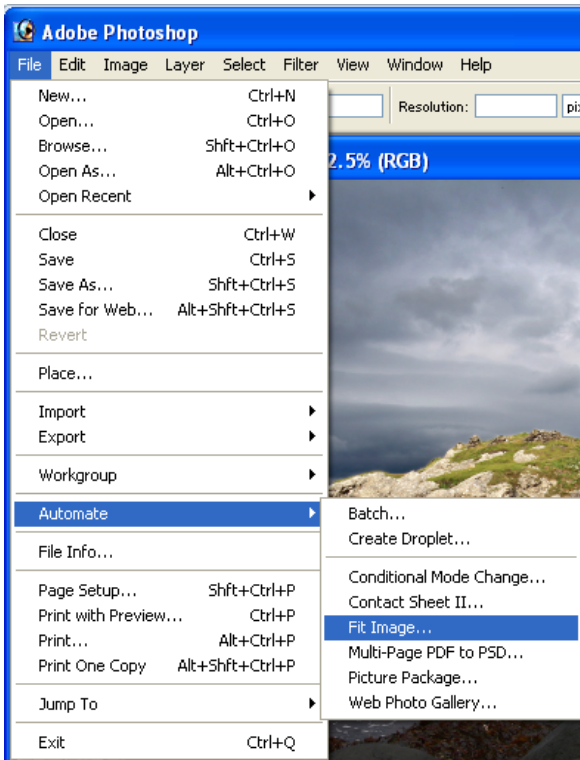 Adobe Photoshop
File Edit Image Layer Select Filter View Window Help
New... Ctrl+N
Open... Ctrl+O
Resolution:
Browse... Shft+Ctrl+O
Open As... Alt+Ctrl+O
2.5% (RGB)
Open Recent
Close Ctrl+W
Save Ctrl+S
Save As... Shft+Ctrl+S
Save for Web... Alt+Shft+Ctrl+S
Revert
Place...
Import
Export
Workgroup
Automate
File Info...
Page Setup... Shft+Ctrl+P
Print with Preview... Ctrl+P
Print... Alt+Ctrl+P
Print One Copy Alt+Shft+Ctrl+P
Jump To
Exit Ctrl+Q
Batch...
Create Droplet...
Conditional Mode Change...
Contact Sheet II...
Fit Image...
Multi-Page PDF to PSD...
Picture Package...
Web Photo Gallery...